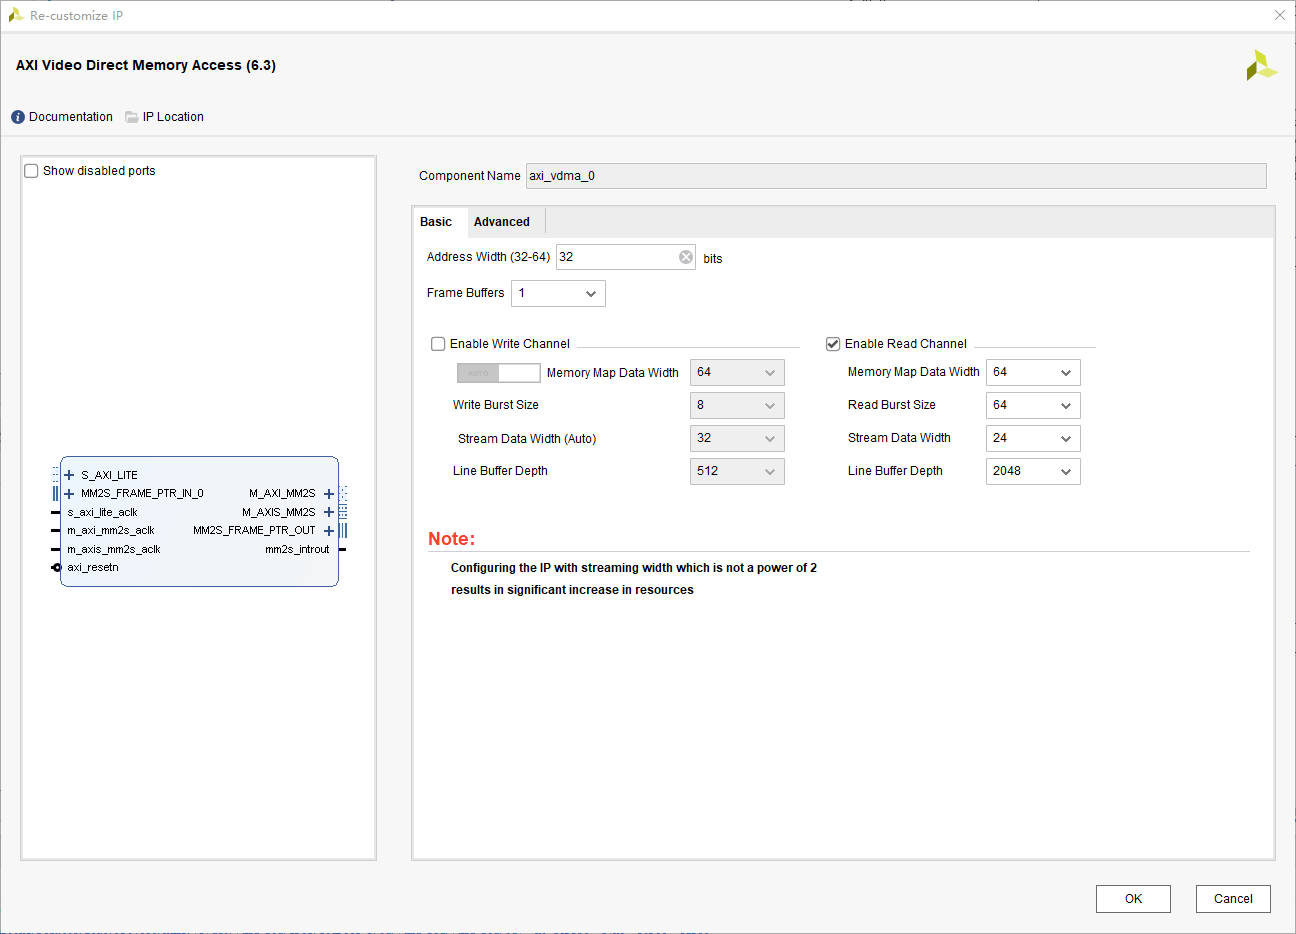 Re-customize IP
AXI Video Direct Memory Access (6.3)
Documentation IP Location
Show disabled ports
S_AXI_LITE
MM2S_FRAME_PTR_IN_0 M_AXI_MM2S
s_axi_lite_aclk M_AXIS_MM2S
m_axi_mm2s_aclk MM2S_FRAME_PTR_OUT
m_axis_mm2s_aclk mm2s_introut
axi_resetn
Component Name axi_vdma_0
Basic Advanced
Address Width (32-64) 32 bits
Frame Buffers 1
Enable Write Channel Enable Read Channel
AUTO Memory Map Data Width 64 Memory Map Data Width 64
Write Burst Size 8 Read Burst Size 64
Stream Data Width (Auto) 32 Stream Data Width 24
Line Buffer Depth 512 Line Buffer Depth 2048
Note:
Configuring the IP with streaming width which is not a power of 2
results in significant increase in resources
OK Cancel